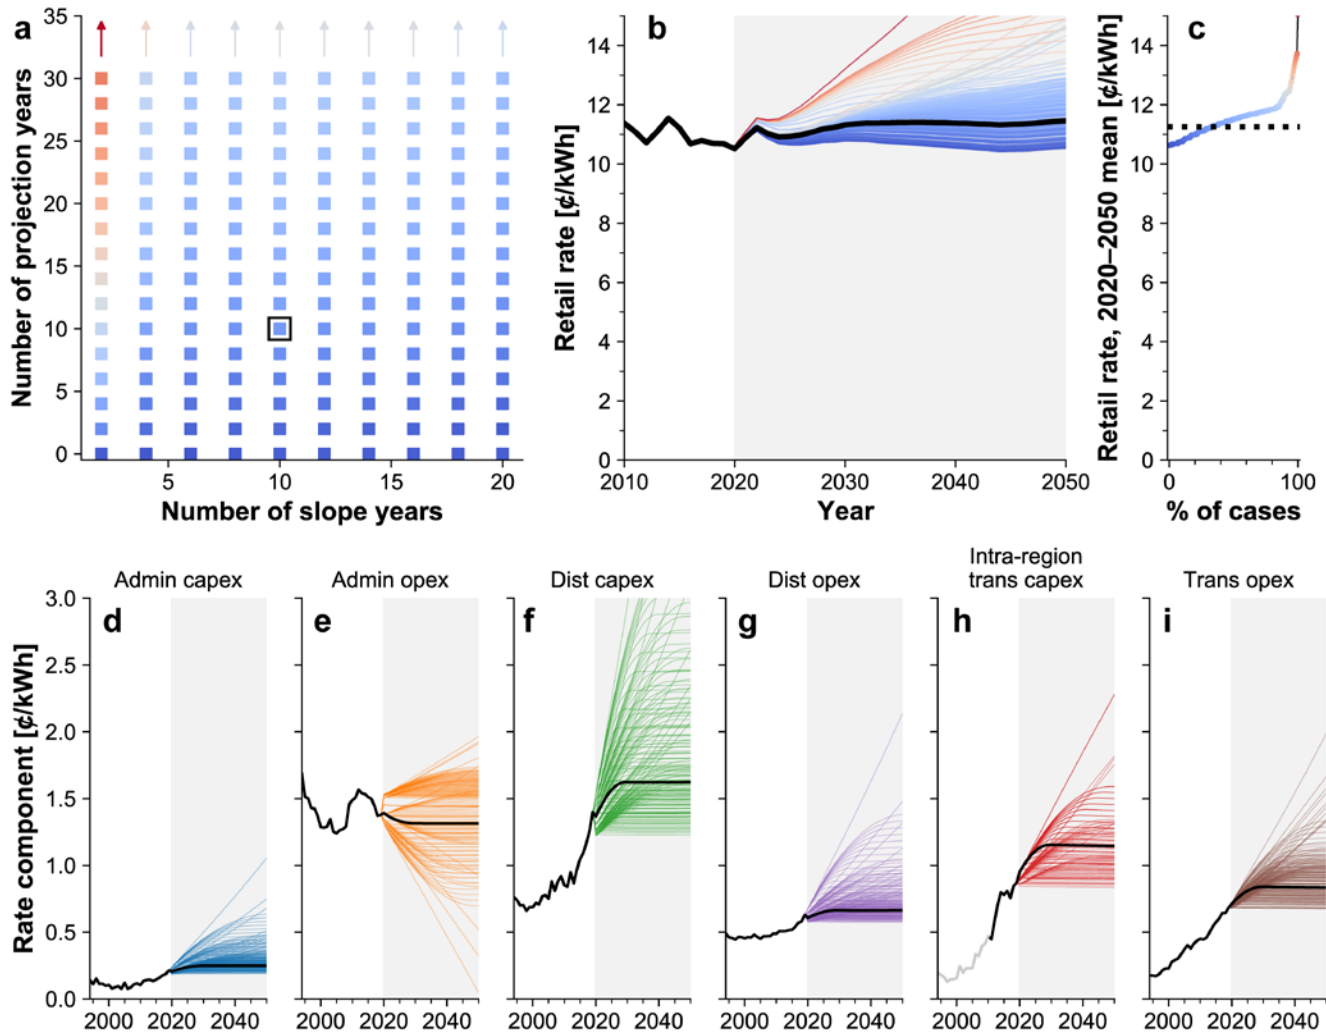 a
Number of projection years
35
30
25
20
15
10
5
0
5
10
15
20
Number of slope years
b
Retail rate [¢/kWh]
14
12
10
8
6
4
2
0
2010
2020
2030
2040
2050
Year
c
Retail rate, 2020–2050 mean [¢/kWh]
14
12
10
8
6
4
2
0
0
100
% of cases
Rate component [¢/kWh]
3.0
2.5
2.0
1.5
1.0
0.5
0.0
Admin capex
d
2000 2020 2040
Admin opex
e
2000 2020 2040
Dist capex
f
2000 2020 2040
Dist opex
g
2000 2020 2040
Intra-region
trans capex
h
2000 2020 2040
Trans opex
i
2000 2020 2040